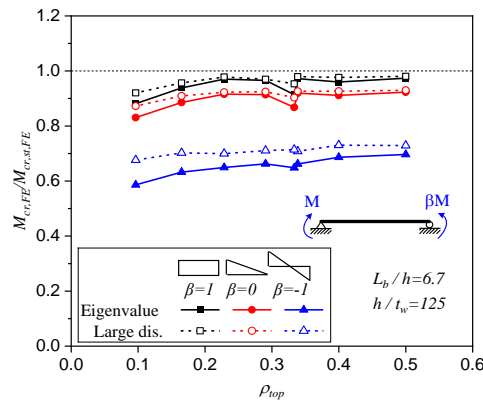 1.2
1.0
0.8
0.6
0.4
0.2
0.0
M_{cr,FE}/M_{cr,st,FE}
M
βM
β=1 β=0 β=-1
Eigenvalue
Large dis.
L_b / h=6.7
h / t_w=125
0.0 0.1 0.2 0.3 0.4 0.5 0.6
ρ_{top}